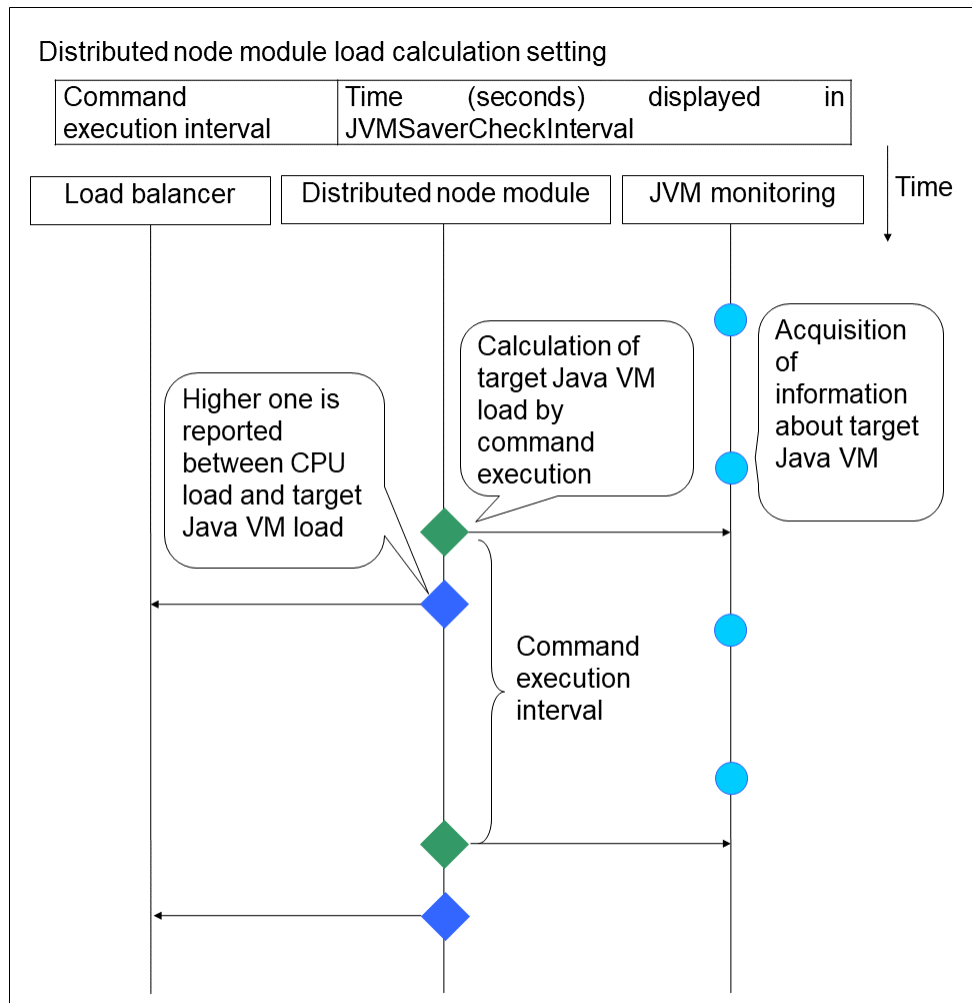 Distributed node module load calculation setting
Command
execution interval
Time (seconds) displayed in
JVMSaverCheckInterval
Load balancer
Distributed node module
JVM monitoring
Time
Acquisition
of
information
about target
Java VM
Calculation of
target Java VM
load by
command
execution
Higher one is
reported
between CPU
load and target
Java VM load
Command
execution
interval